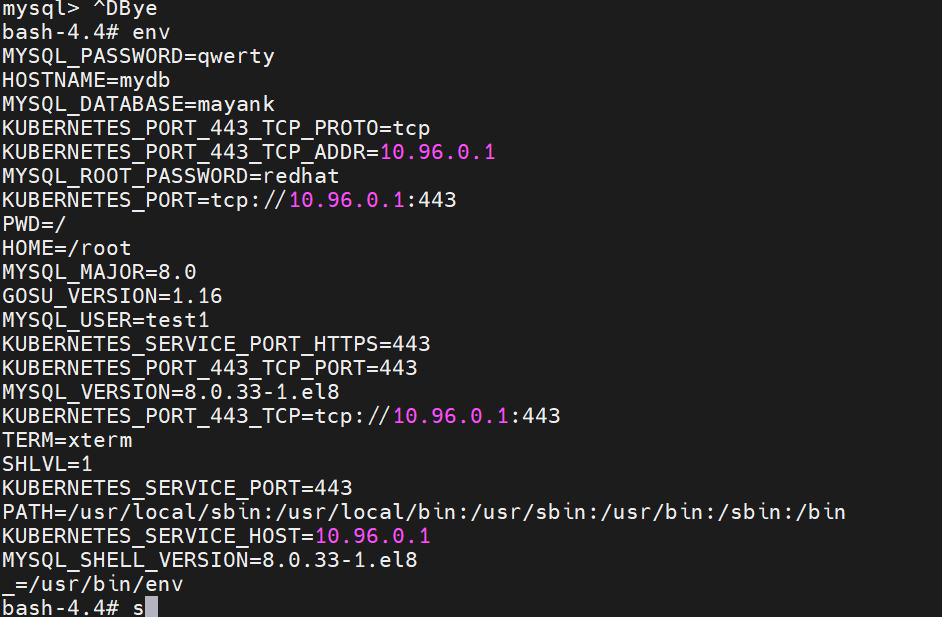 mysql> ^DBye
bash-4.4# env
MYSQL_PASSWORD=qwerty
HOSTNAME=mydb
MYSQL_DATABASE=mayank
KUBERNETES_PORT_443_TCP_PROTO=tcp
KUBERNETES_PORT_443_TCP_ADDR=10.96.0.1
MYSQL_ROOT_PASSWORD=redhat
KUBERNETES_PORT=tcp://10.96.0.1:443
PWD=/
HOME=/root
MYSQL_MAJOR=8.0
GOSU_VERSION=1.16
MYSQL_USER=test1
KUBERNETES_SERVICE_PORT_HTTPS=443
KUBERNETES_PORT_443_TCP_PORT=443
MYSQL_VERSION=8.0.33-1.el8
KUBERNETES_PORT_443_TCP=tcp://10.96.0.1:443
TERM=xterm
SHLVL=1
KUBERNETES_SERVICE_PORT=443
PATH=/usr/local/sbin:/usr/local/bin:/usr/sbin:/usr/bin:/sbin:/bin
KUBERNETES_SERVICE_HOST=10.96.0.1
MYSQL_SHELL_VERSION=8.0.33-1.el8
_=/usr/bin/env
bash-4.4# s